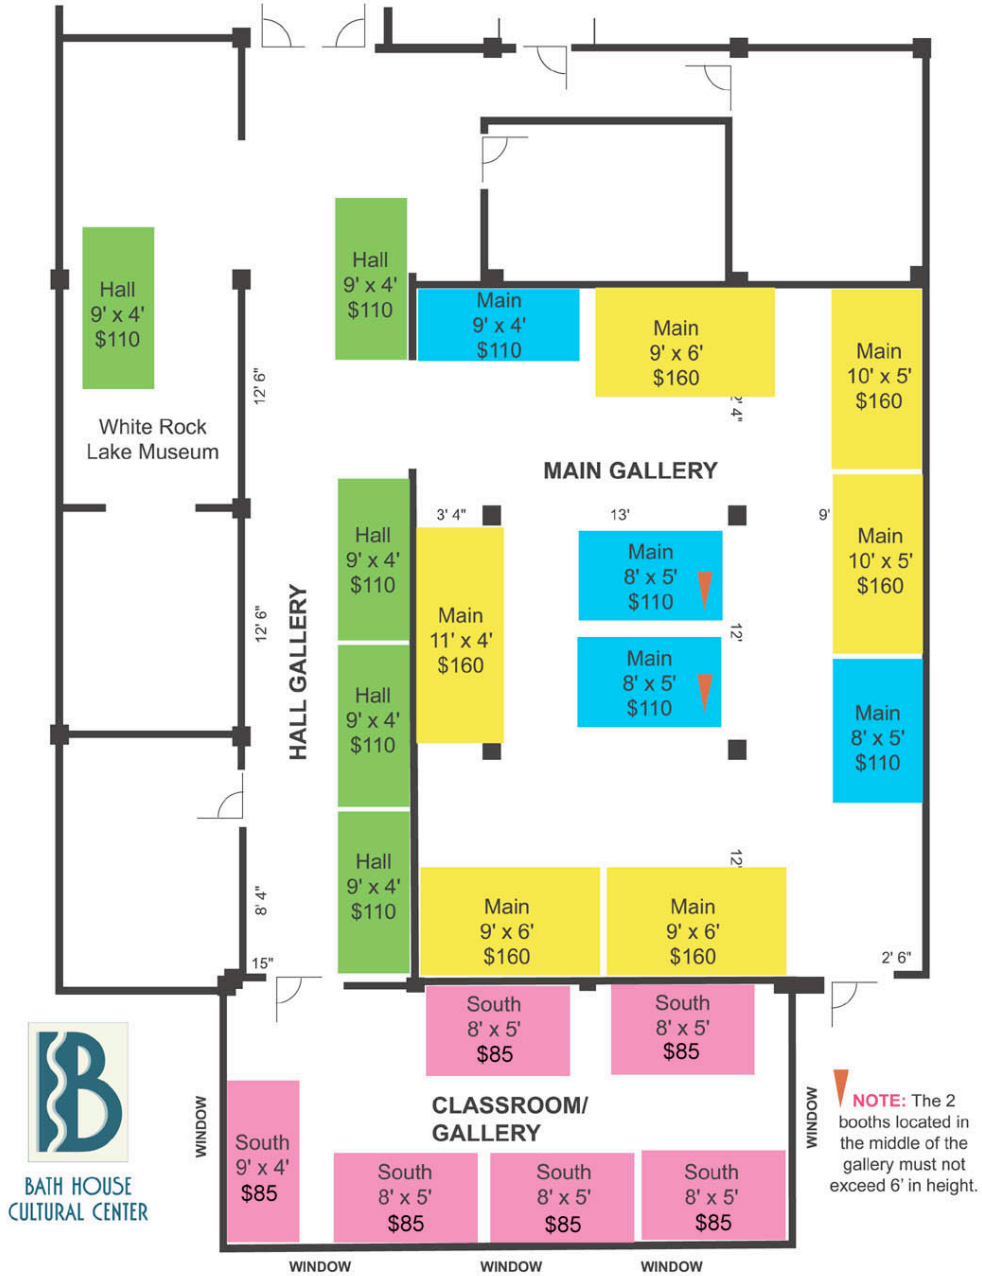 Hall
9' x 4'
$110
Hall
9' x 4'
$110
Main
9' x 4'
$110
Main
9' x 6'
$160
Main
10' x 5'
$160
12' 6"
4"
White Rock
Lake Museum
MAIN GALLERY
3' 4"
13'
9'
Hall
9' x 4'
$110
Main
8' x 5'
$110
Main
10' x 5'
$160
12' 6"
HALL GALLERY
Main
11' x 4'
$160
12'
Main
8' x 5'
$110
Hall
9' x 4'
$110
Main
8' x 5'
$110
Hall
9' x 4'
$110
12'
8' 4"
Main
9' x 6'
$160
Main
9' x 6'
$160
15"
2' 6"
South
8' x 5'
$85
South
8' x 5'
$85
CLASSROOM/
GALLERY
WINDOW
WINDOW
South
9' x 4'
$85
South
8' x 5'
$85
South
8' x 5'
$85
South
8' x 5'
$85
WINDOW
WINDOW
WINDOW
B
BATH HOUSE
CULTURAL CENTER
NOTE: The 2
booths located in
the middle of the
gallery must not
exceed 6' in height.